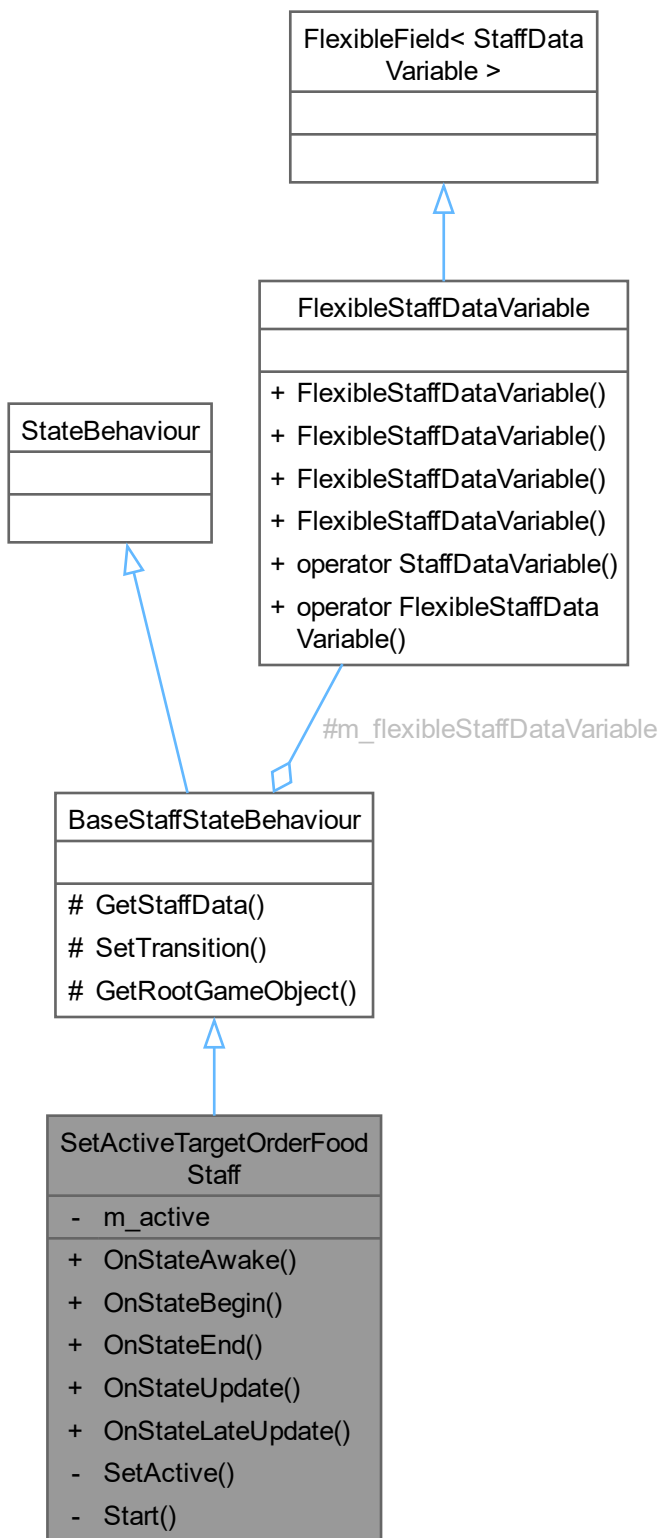 FlexibleField< StaffData
Variable >
FlexibleStaffDataVariable
+ FlexibleStaffDataVariable()
+ FlexibleStaffDataVariable()
+ FlexibleStaffDataVariable()
+ FlexibleStaffDataVariable()
+ operator StaffDataVariable()
+ operator FlexibleStaffData
Variable()
StateBehaviour
#m_flexibleStaffDataVariable
BaseStaffStateBehaviour
# GetStaffData()
# SetTransition()
# GetRootGameObject()
SetActiveTargetOrderFood
Staff
- m_active
+ OnStateAwake()
+ OnStateBegin()
+ OnStateEnd()
+ OnStateUpdate()
+ OnStateLateUpdate()
- SetActive()
- Start()